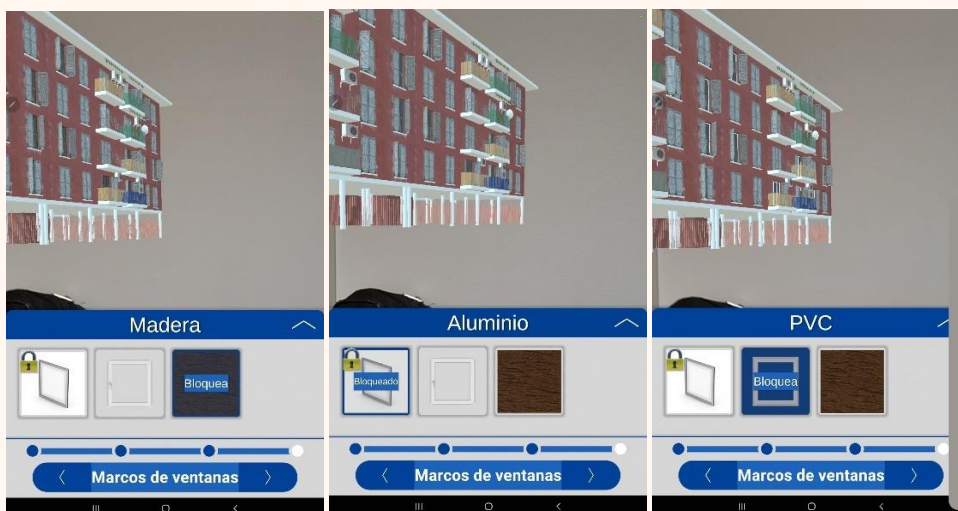 Madera
Bloquea
Marcos de ventanas
Aluminio
Bloqueado
Marcos de ventanas
PVC
Bloquea
Marcos de ventanas